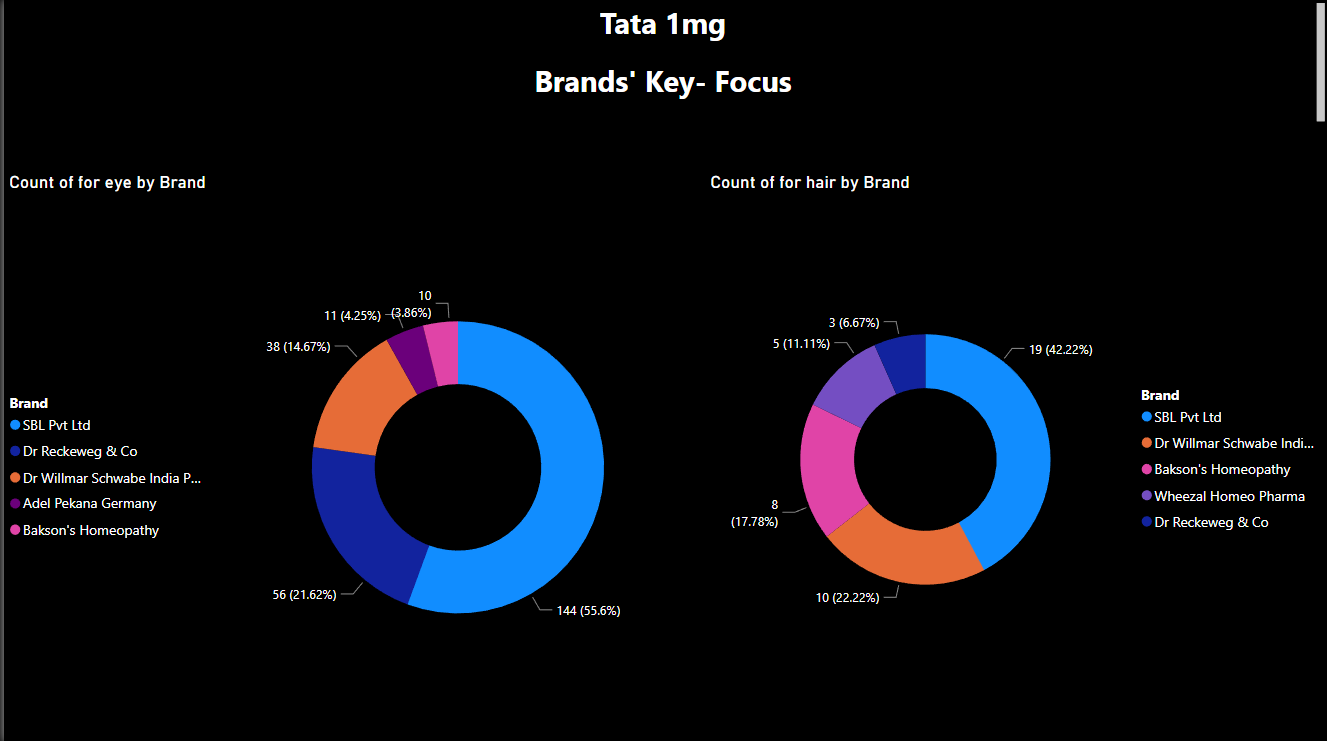 Tata 1mg
Brands' Key- Focus
Count of for eye by Brand
10
(3.86%)
11 (4.25%)
38 (14.67%)
56 (21.62%)
144 (55.6%)
Brand
SBL Pvt Ltd
Dr Reckeweg & Co
Dr Willmar Schwabe India P...
Adel Pekana Germany
Bakson's Homeopathy
Count of for hair by Brand
3 (6.67%)
5 (11.11%)
19 (42.22%)
8
(17.78%)
10 (22.22%)
Brand
SBL Pvt Ltd
Dr Willmar Schwabe Indi...
Bakson's Homeopathy
Wheezal Homeo Pharma
Dr Reckeweg & Co